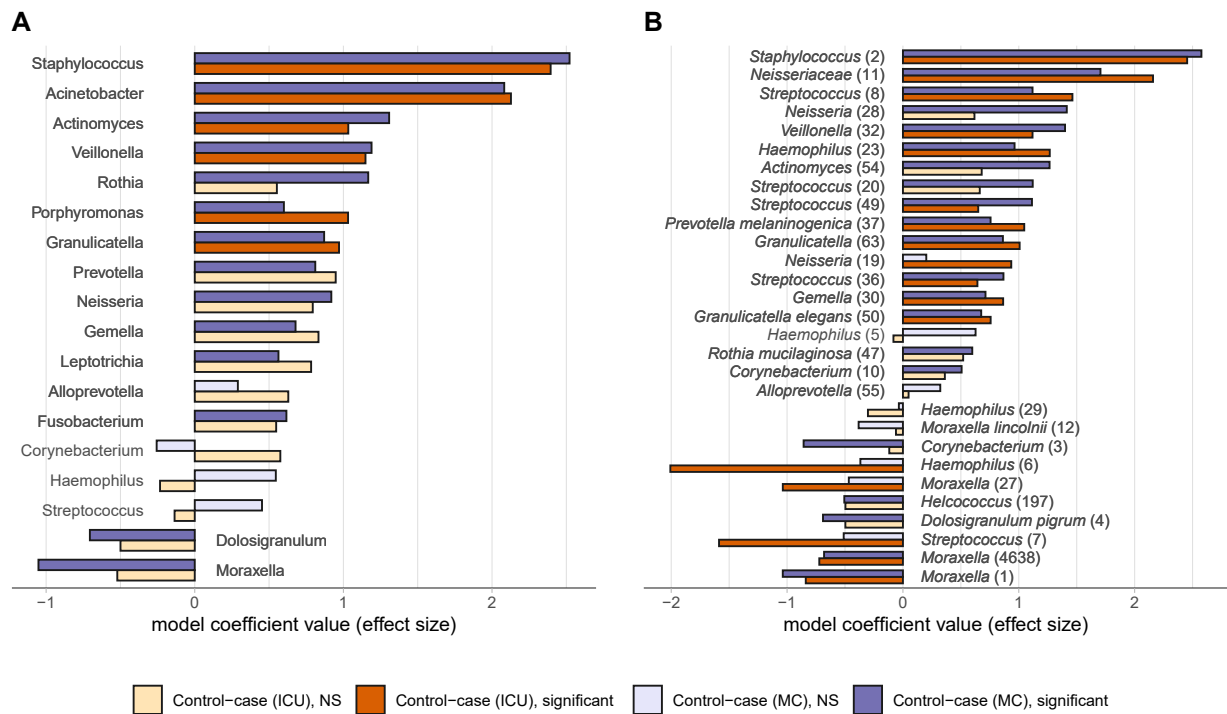 A
Staphylococcus
Acinetobacter
Actinomyces
Veillonella
Rothia
Porphyromonas
Granulicatella
Prevotella
Neisseria
Gemella
Leptotrichia
Alloprevotella
Fusobacterium
Corynebacterium
Haemophilus
Streptococcus
Dolosigranulum
Moraxella
−1 0 1 2
model coefficient value (effect size)
B
Staphylococcus (2)
Neisseriaceae (11)
Streptococcus (8)
Neisseria (28)
Veillonella (32)
Haemophilus (23)
Actinomyces (54)
Streptococcus (20)
Streptococcus (49)
Prevotella melaninogenica (37)
Granulicatella (63)
Neisseria (19)
Streptococcus (36)
Gemella (30)
Granulicatella elegans (50)
Haemophilus (5)
Rothia mucilaginosa (47)
Corynebacterium (10)
Alloprevotella (55)
Haemophilus (29)
Moraxella lincolnii (12)
Corynebacterium (3)
Haemophilus (6)
Moraxella (27)
Helcococcus (197)
Dolosigranulum pigrum (4)
Streptococcus (7)
Moraxella (4638)
Moraxella (1)
−2 −1 0 1 2
model coefficient value (effect size)
Control−case (ICU), NS Control−case (ICU), significant Control−case (MC), NS Control−case (MC), significant